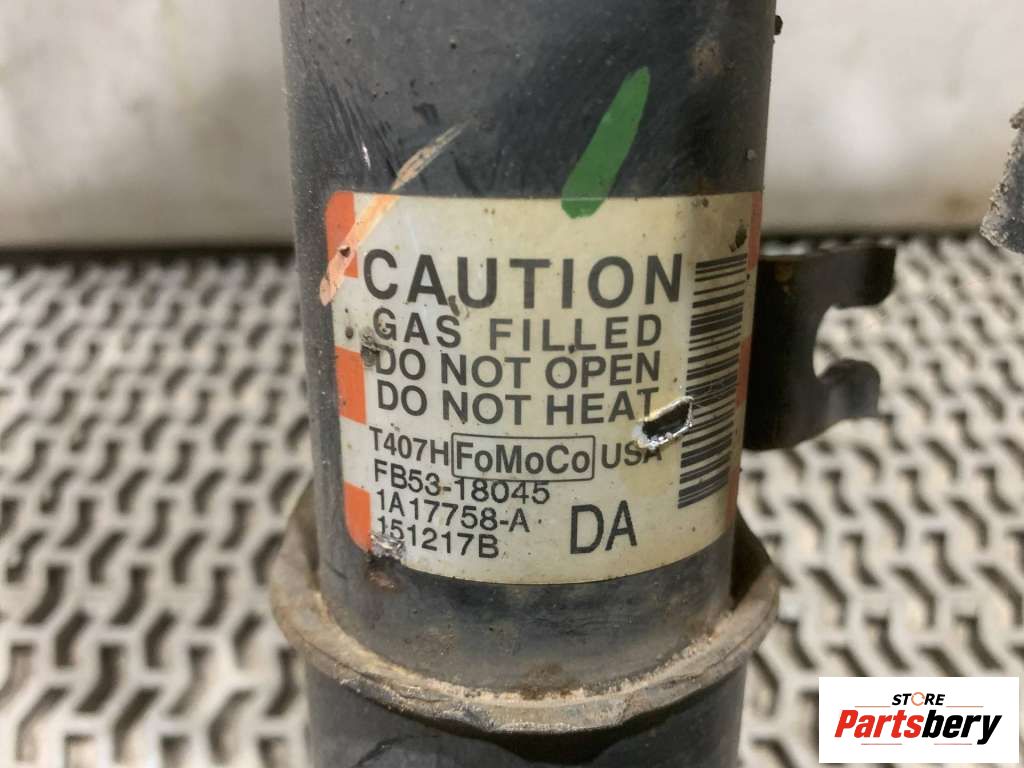 CAUTION
GAS FILLED
DO NOT OPEN
DO NOT HEAT
T407H FoMoCo USA
FB53-18045
1A17758-A
151217B DA
STORE
Partsbery